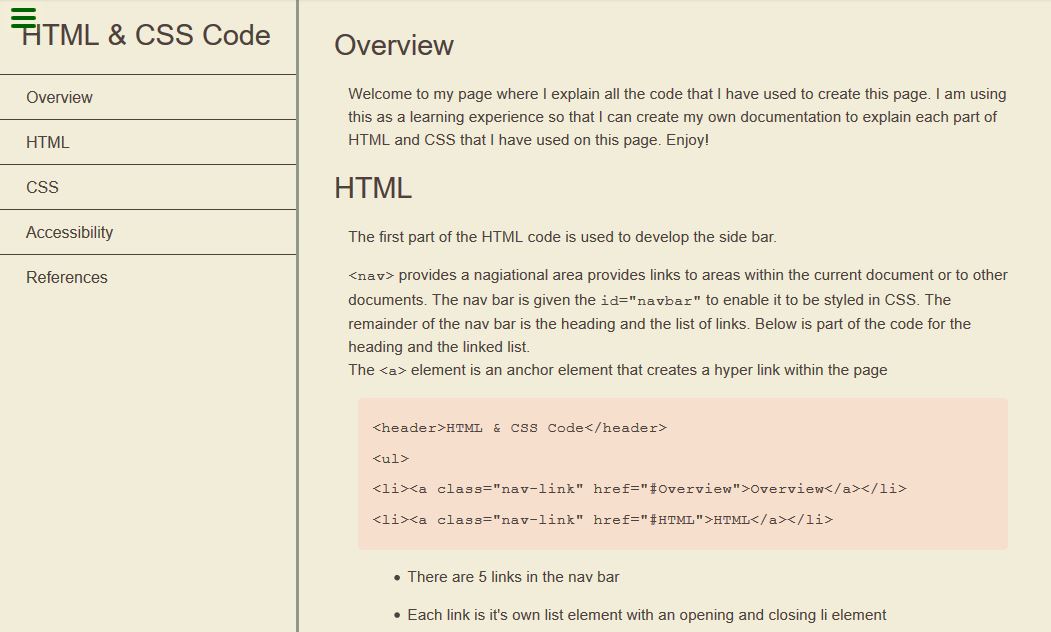 HTML & CSS Code
Overview
HTML
CSS
Accessibility
References
Overview
Welcome to my page where I explain all the code that I have used to create this page. I am using
this as a learning experience so that I can create my own documentation to explain each part of
HTML and CSS that I have used on this page. Enjoy!
HTML
The first part of the HTML code is used to develop the side bar.
<nav> provides a nagiational area provides links to areas within the current document or to other
documents. The nav bar is given the id="navbar" to enable it to be styled in CSS. The
remainder of the nav bar is the heading and the list of links. Below is part of the code for the
heading and the linked list.
The <a> element is an anchor element that creates a hyper link within the page
<header>HTML & CSS Code</header>
<ul>
<li><a class="nav-link" href="#Overview">Overview</a></li>
<li><a class="nav-link" href="#HTML">HTML</a></li>
• There are 5 links in the nav bar
• Each link is it's own list element with an opening and closing li element